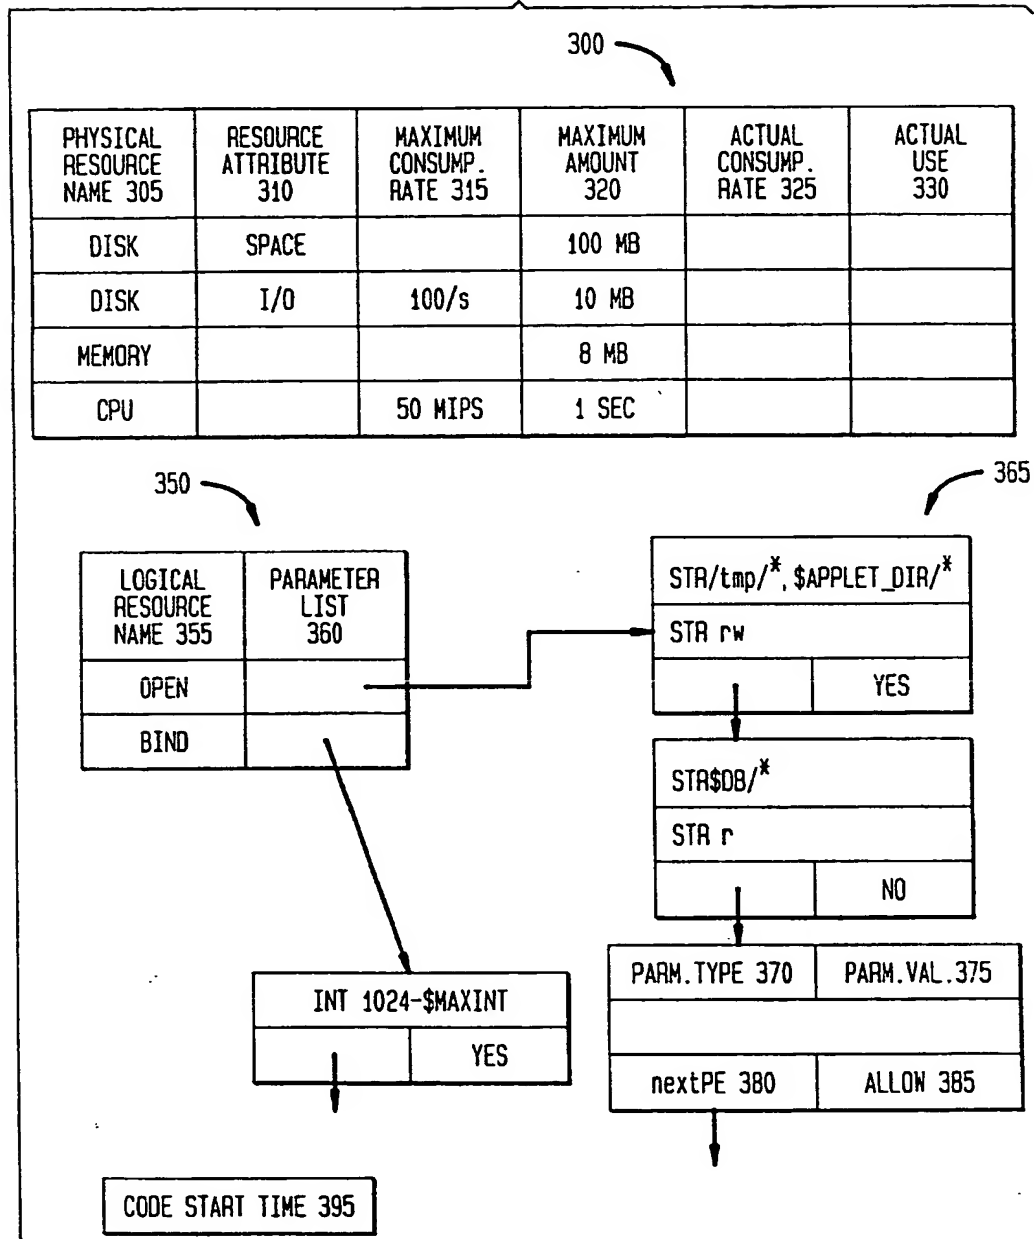 300
PHYSICAL RESOURCE NAME 305 RESOURCE ATTRIBUTE 310 MAXIMUM CONSUMP. RATE 315 MAXIMUM AMOUNT 320 ACTUAL CONSUMP. RATE 325 ACTUAL USE 330
DISK SPACE 100 MB
DISK I/O 100/s 10 MB
MEMORY 8 MB
CPU 50 MIPS 1 SEC
350
365
LOGICAL RESOURCE NAME 355 PARAMETER LIST 360
OPEN
BIND
STR/tmp/*, $APPLET_DIR/*
STR rw
YES
STR$DB/*
STR r
NO
PARM.TYPE 370 PARM.VAL.375
nextPE 380 ALLOW 385
INT 1024-$MAXINT
YES
CODE START TIME 395